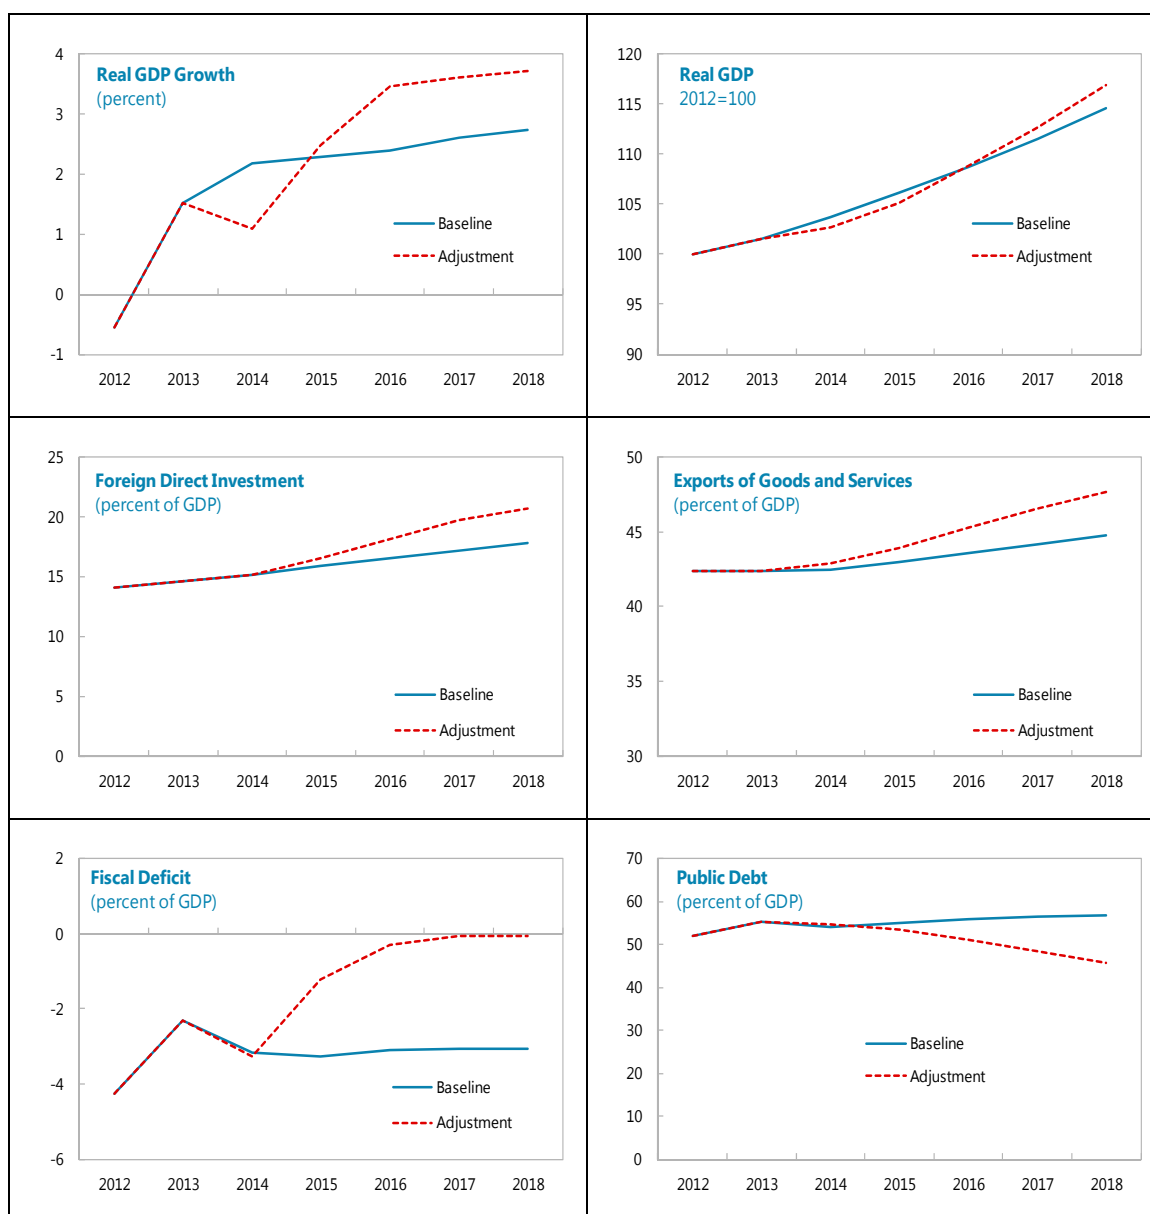 Real GDP Growth
(percent)
4
3
2
1
0
-1
Baseline
Adjustment
2012 2013 2014 2015 2016 2017 2018
Real GDP
2012=100
120
115
110
105
100
95
90
Baseline
Adjustment
2012 2013 2014 2015 2016 2017 2018
Foreign Direct Investment
(percent of GDP)
25
20
15
10
5
0
Baseline
Adjustment
2012 2013 2014 2015 2016 2017 2018
Exports of Goods and Services
(percent of GDP)
50
45
40
35
30
Baseline
Adjustment
2012 2013 2014 2015 2016 2017 2018
Fiscal Deficit
(percent of GDP)
2
0
-2
-4
-6
Baseline
Adjustment
2012 2013 2014 2015 2016 2017 2018
Public Debt
(percent of GDP)
70
60
50
40
30
20
10
0
Baseline
Adjustment
2012 2013 2014 2015 2016 2017 2018